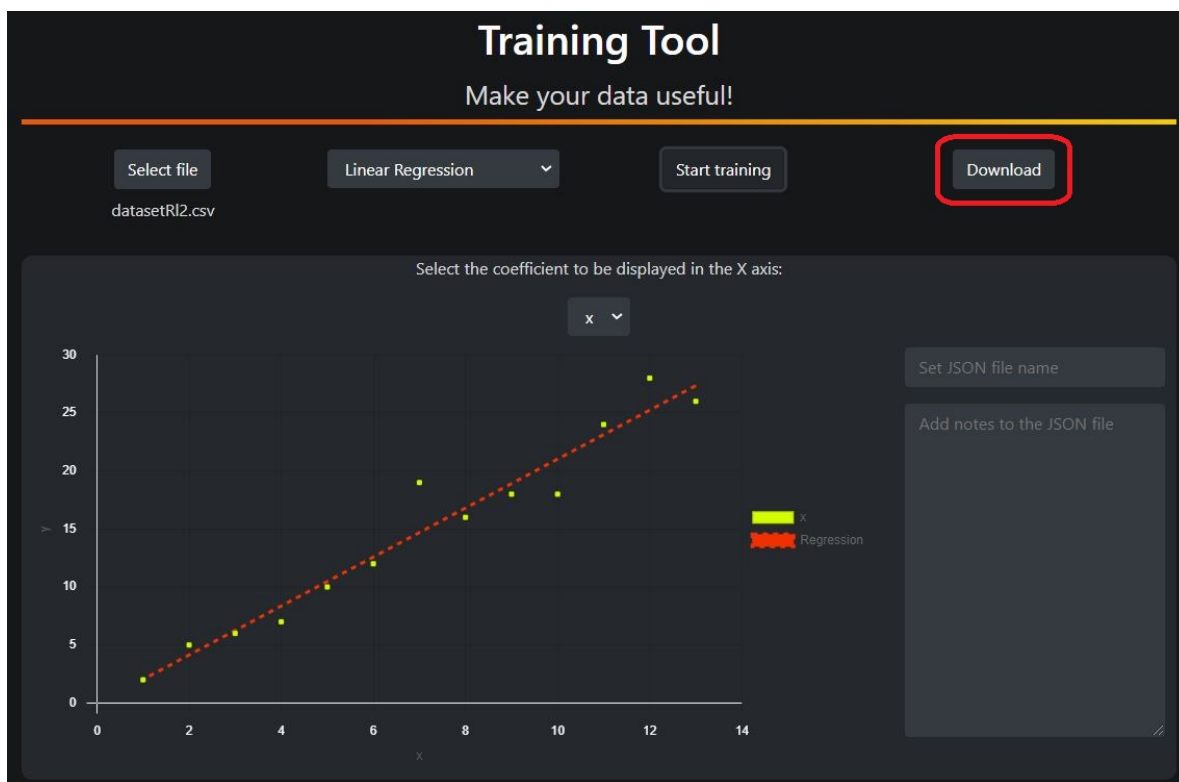 Training Tool
Make your data useful!
Select file
Linear Regression
Start training
Download
datasetRl2.csv
Select the coefficient to be displayed in the X axis:
x
30
25
20
15
10
5
0
y
0 2 4 6 8 10 12 14
x
x
Regression
Set JSON file name
Add notes to the JSON file